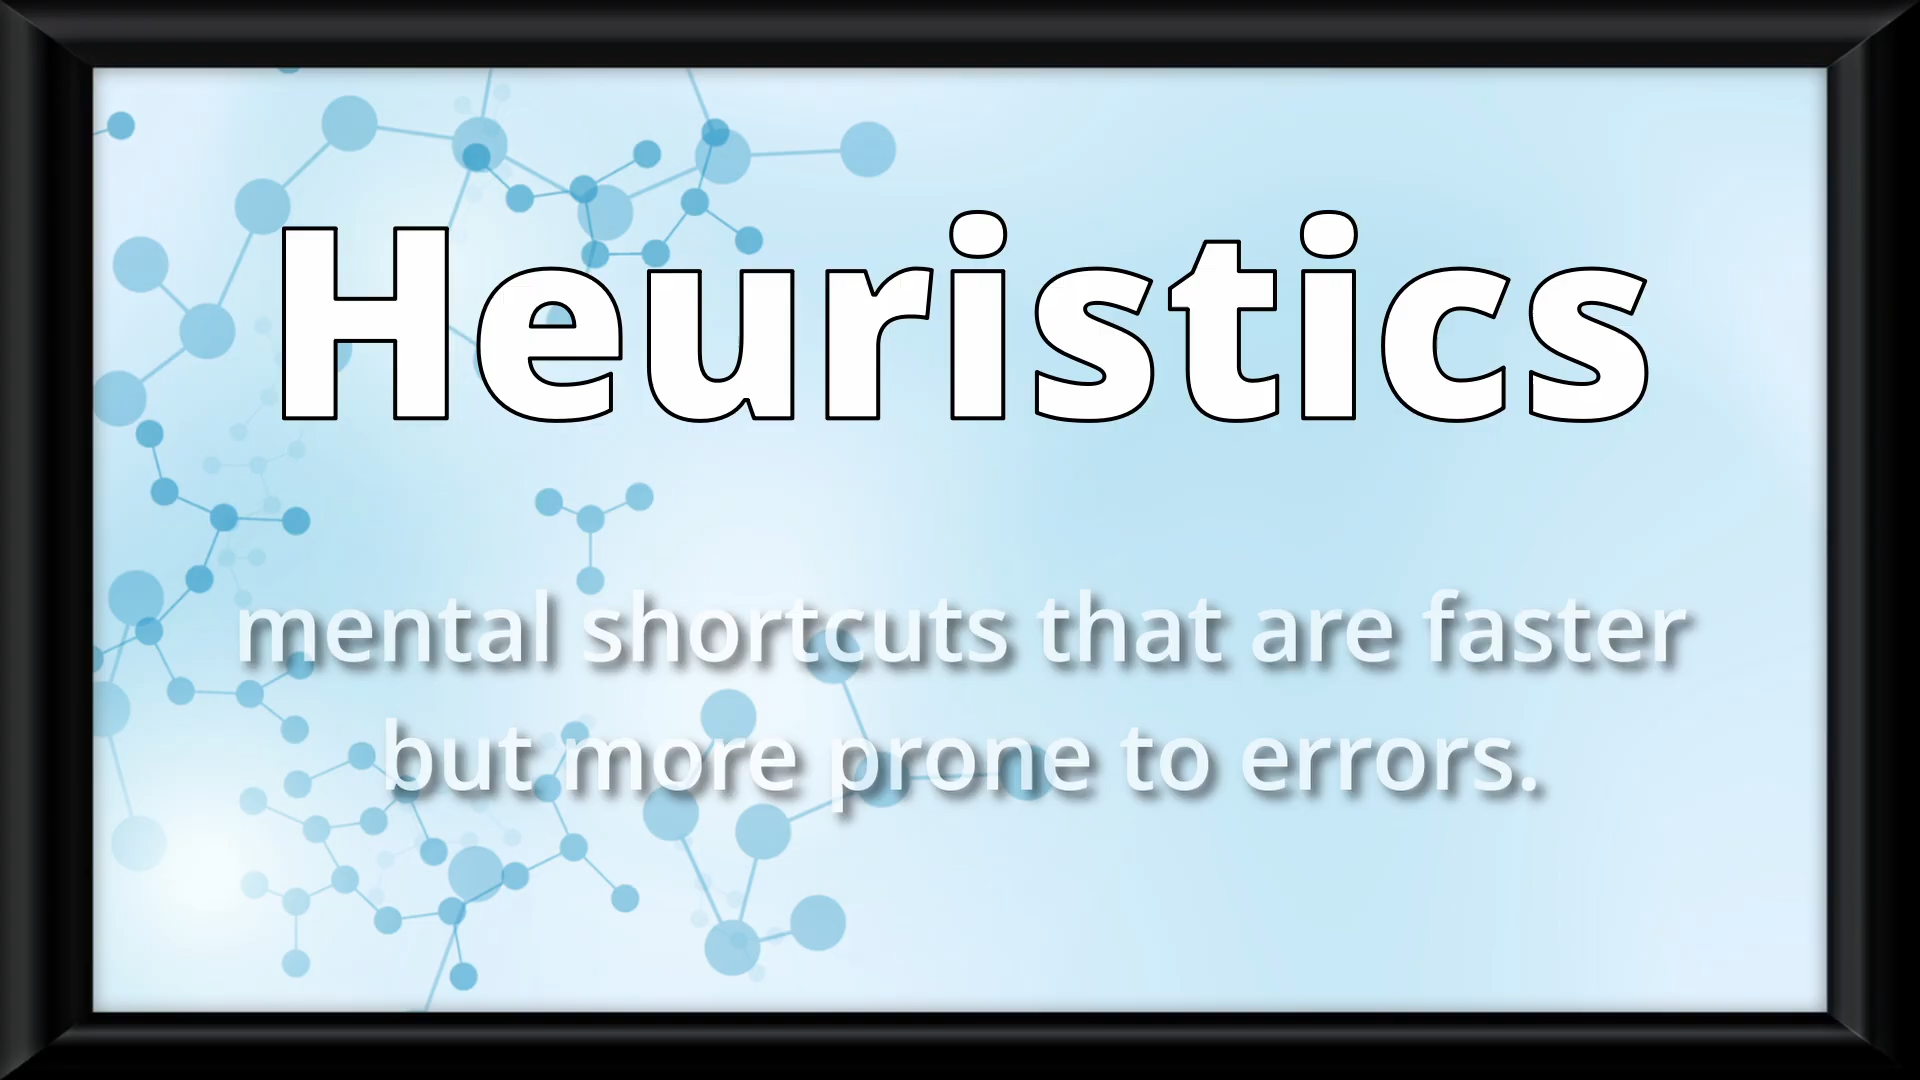 Heuristics
mental shortcuts that are faster
but more prone to errors.